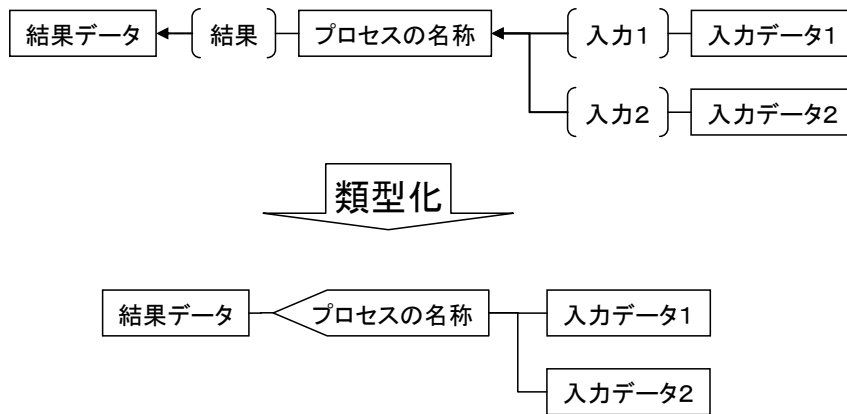 結果データ
結果
プロセスの名称
入力1
入力データ1
入力2
入力データ2
類型化
結果データ
プロセスの名称
入力データ1
入力データ2